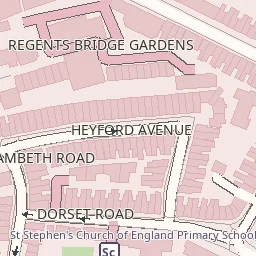 REGENTS BRIDGE GARDENS
HEYFORD AVENUE
AMBETH ROAD
DORSET ROAD
St Stephen's Church of England Primary School
Sc